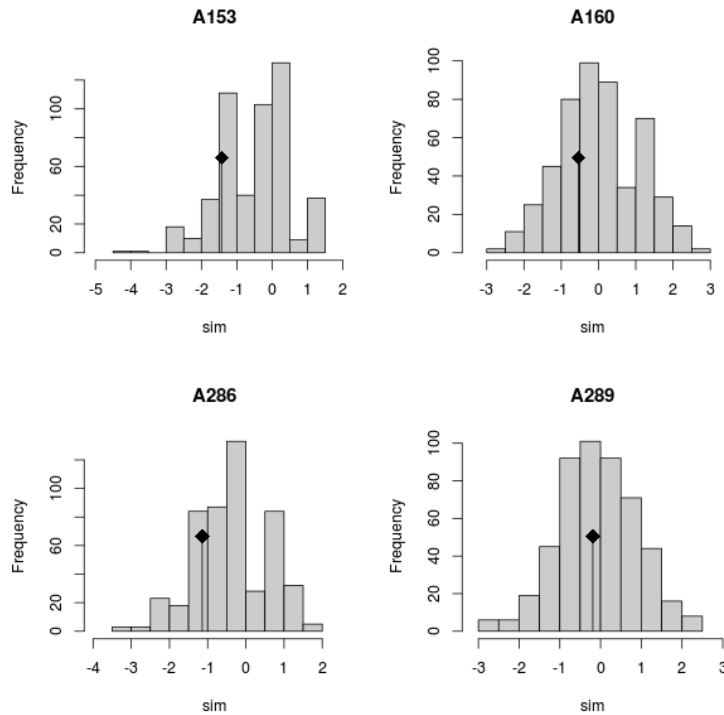 A153
Frequency
0 20 60 100
-5 -4 -3 -2 -1 0 1 2
sim
A160
Frequency
0 20 40 60 80 100
-3 -2 -1 0 1 2 3
sim
A286
Frequency
0 20 60 100
-4 -3 -2 -1 0 1 2
sim
A289
Frequency
0 20 40 60 80 100
-3 -2 -1 0 1 2 3
sim